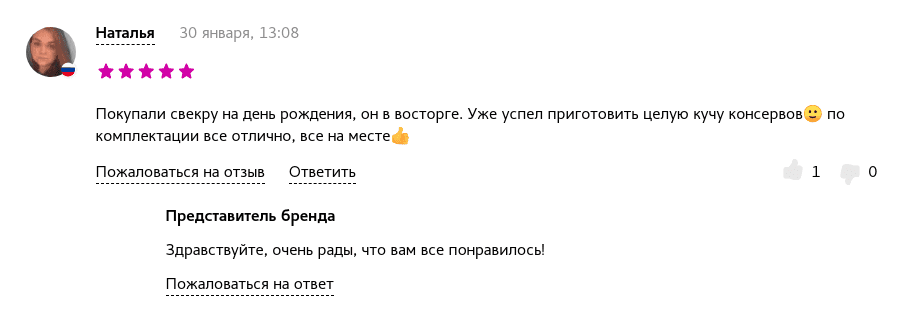 Наталья 30 января, 13:08
Покупали свекру на день рождения, он в восторге. Уже успел приготовить целую кучу консервов🙂 по
комплектации все отлично, все на месте👍
Пожаловаться на отзыв Ответить 1 0
Представитель бренда
Здравствуйте, очень рады, что вам все понравилось!
Пожаловаться на ответ